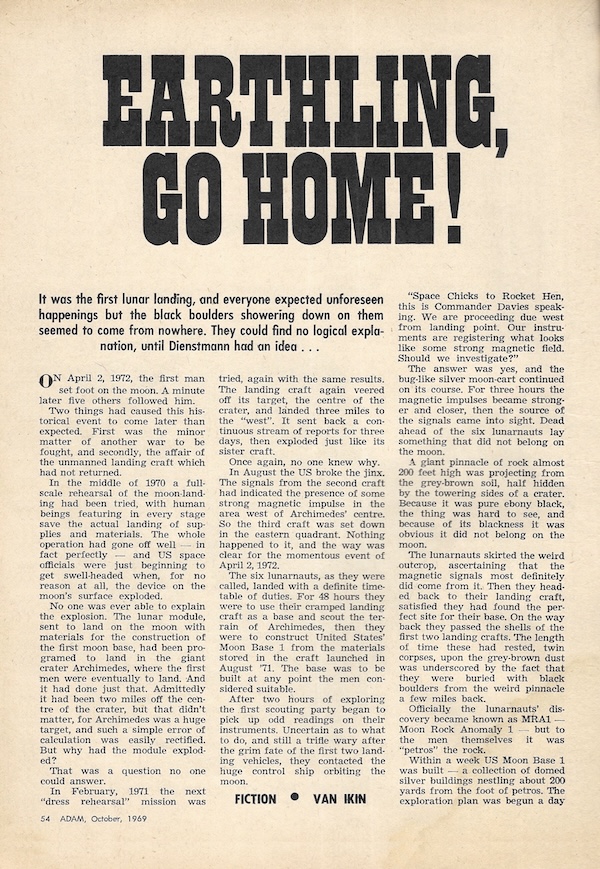 EARTHLING,
GO HOME!
It was the first lunar landing, and everyone expected unforeseen
happenings but the black boulders showering down on them
seemed to come from nowhere. They could find no logical expla-
nation, until Dienstmann had an idea . . .
ON April 2, 1972, the first man
set foot on the moon. A minute
later five others followed him.
Two things had caused this his-
torical event to come later than
expected. First was the minor
matter of another war to be
fought, and secondly, the affair of
the unmanned landing craft which
had not returned.
In the middle of 1970 a full-
scale rehearsal of the moon-land-
ing had been tried, with human
beings featuring in every stage
save the actual landing of sup-
plies and materials. The whole
operation had gone off well — in
fact perfectly — and US space
officials were just beginning to
get swell-headed when, for no
reason at all, the device on the
moon's surface exploded.
No one was ever able to explain
the explosion. The lunar module,
sent to land on the moon with
materials for the construction of
the first moon base, had been pro-
gramed to land in the giant
crater Archimedes, where the first
men were eventually to land. And
it had done just that. Admittedly
it had been two miles off the cen-
tre of the crater, but that didn't
matter, for Archimedes was a huge
target, and such a simple error of
calculation was easily rectified.
But why had the module explod-
ed?
That was a question no one
could answer.
In February, 1971 the next
"dress rehearsal" mission was
tried, again with the same results.
The landing craft again veered
off its target, the centre of the
crater, and landed three miles to
the "west". It sent back a con-
tinuous stream of reports for three
days, then exploded just like its
sister craft.
Once again, no one knew why.
In August the US broke the jinx.
The signals from the second craft
had indicated the presence of some
strong magnetic impulse in the
area west of Archimedes' centre.
So the third craft was set down
in the eastern quadrant. Nothing
happened to it, and the way was
clear for the momentous event of
April 2, 1972.
The six lunarnauts, as they were
called, landed with a definite time-
table of duties. For 48 hours they
were to use their cramped landing
craft as a base and scout the ter-
rain of Archimedes, then they
were to construct United States'
Moon Base 1 from the materials
stored in the craft launched in
August '71. The base was to be
built at any point the men con-
sidered suitable.
After two hours of exploring
the first scouting party began to
pick up odd readings on their
instruments. Uncertain as to what
to do, and still a trifle wary after
the grim fate of the first two land-
ing vehicles, they contacted the
huge control ship orbiting the
moon.
FICTION ● VAN IKIN
"Space Chicks to Rocket Hen,
this is Commander Davies speak-
ing. We are proceeding due west
from landing point. Our instru-
ments are registering what looks
like some strong magnetic field.
Should we investigate?"
The answer was yes, and the
bug-like silver moon-cart continued
on its course. For three hours the
magnetic impulses became strong-
er and closer, then the source of
the signals came into sight. Dead
ahead of the six lunarnauts lay
something that did not belong on
the moon.
A giant pinnacle of rock almost
200 feet high was projecting from
the grey-brown soil, half hidden
by the towering sides of a crater.
Because it was pure ebony black,
the thing was hard to see, and
because of its blackness it was
obvious it did not belong on the
moon.
The lunarnauts skirted the weird
outcrop, ascertaining that the
magnetic signals most definitely
did come from it. Then they head-
ed back to their landing craft,
satisfied they had found the per-
fect site for their base. On the way
back they passed the shells of the
first two landing crafts. The length
of time these had rested, twin
corpses, upon the grey-brown dust
was underscored by the fact that
they were buried with black
boulders from the weird pinnacle
a few miles back.
Officially the lunarnauts' dis-
covery became known as MRA1 —
Moon Rock Anomaly 1 — but to
the men themselves it was
"petros" the rock.
Within a week US Moon Base 1
was built — a collection of domed
silver buildings nestling about 200
yards from the foot of petros. The
exploration plan was begun a day
54 ADAM, October, 1969